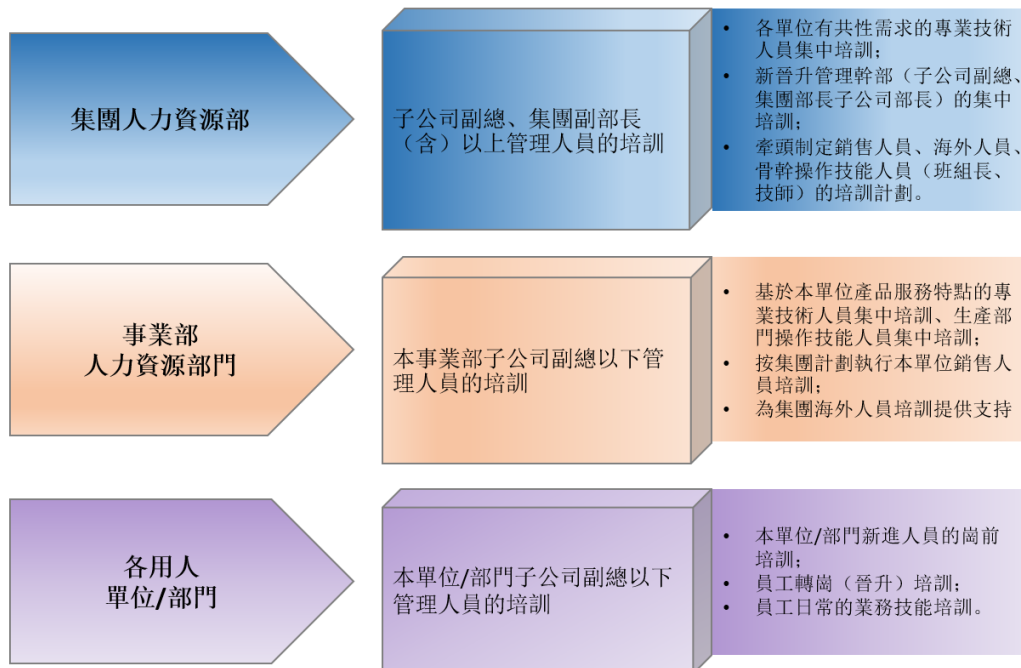 集團人力資源部
子公司副總、集團副部長
（含）以上管理人員的培訓
• 各單位有共性需求的專業技術
人員集中培訓；
• 新晉升管理幹部（子公司副總、
集團部長子公司部長）的集中
培訓；
• 牽頭制定銷售人員、海外人員、
骨幹操作技能人員（班組長、
技師）的培訓計劃。
事業部
人力資源部門
本事業部子公司副總以下管
理人員的培訓
• 基於本單位產品服務特點的專
業技術人員集中培訓、生產部
門操作技能人員集中培訓；
• 按集團計劃執行本單位銷售人
員培訓；
• 為集團海外人員培訓提供支持
各用人
單位/部門
本單位/部門子公司副總以下
管理人員的培訓
• 本單位/部門新進人員的崗前
培訓；
• 員工轉崗（晉升）培訓；
• 員工日常的業務技能培訓。